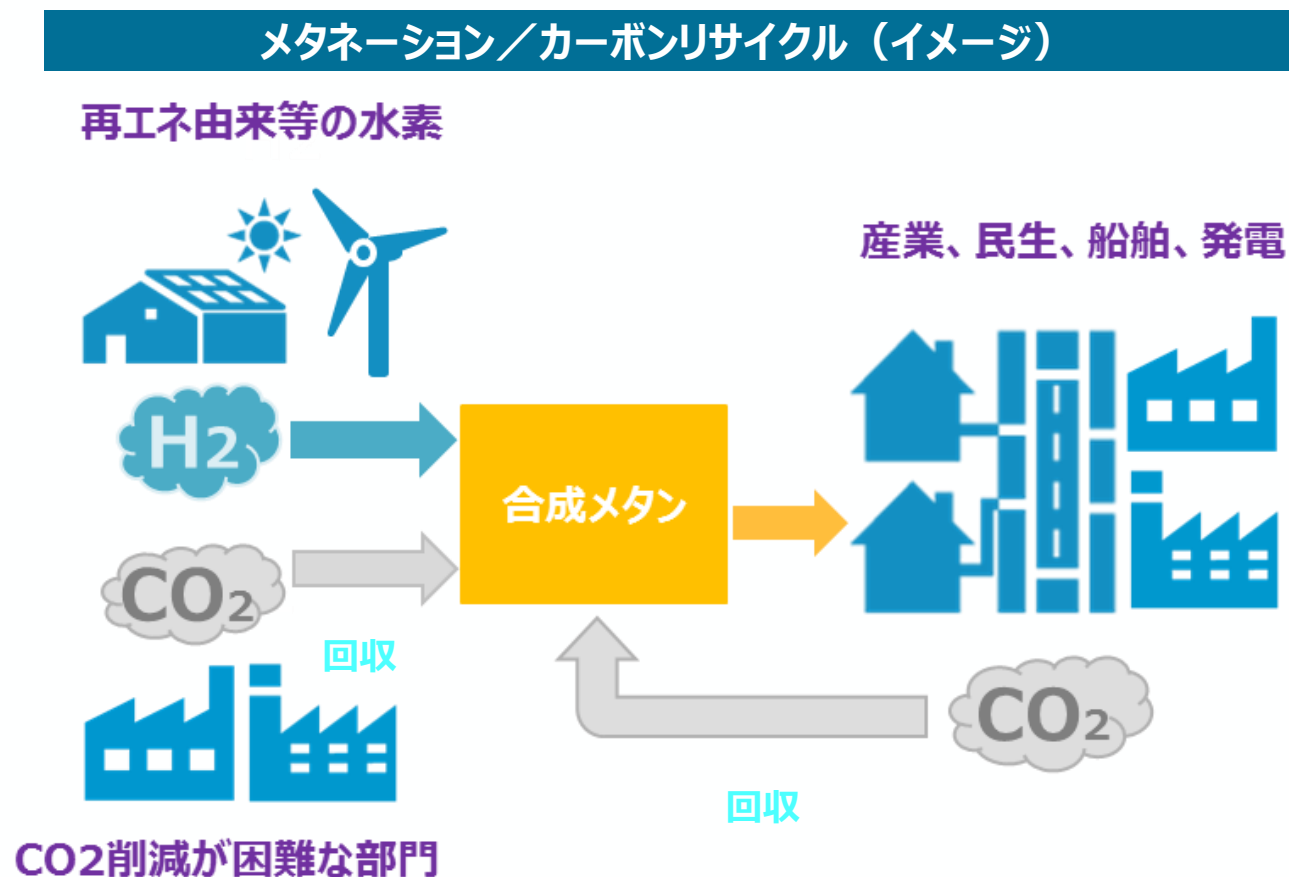 メタネーション／カーボンリサイクル（イメージ）
再エネ由来等の水素
産業、民生、船舶、発電
H2
合成メタン
CO2
回収
CO2
回収
CO2削減が困難な部門